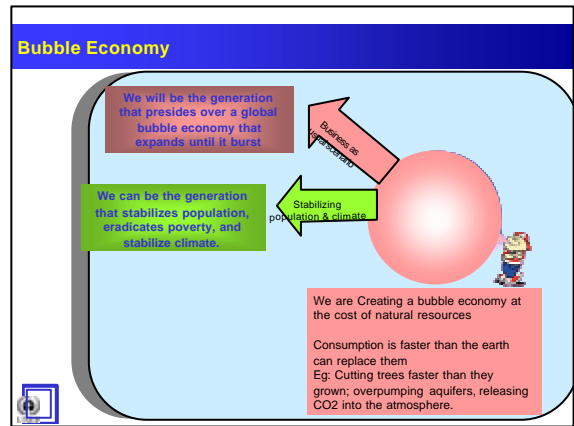 Bubble Economy
We will be the generation
that presides over a global
bubble economy that
expands until it burst
Business as
usual scenario
We can be the generation
that stabilizes population,
eradicates poverty, and
stabilize climate.
Stabilizing
population & climate
We are Creating a bubble economy at
the cost of natural resources
Consumption is faster than the earth
can replace them
Eg: Cutting trees faster than they
grown; overpumping aquifers, releasing
CO2 into the atmosphere.